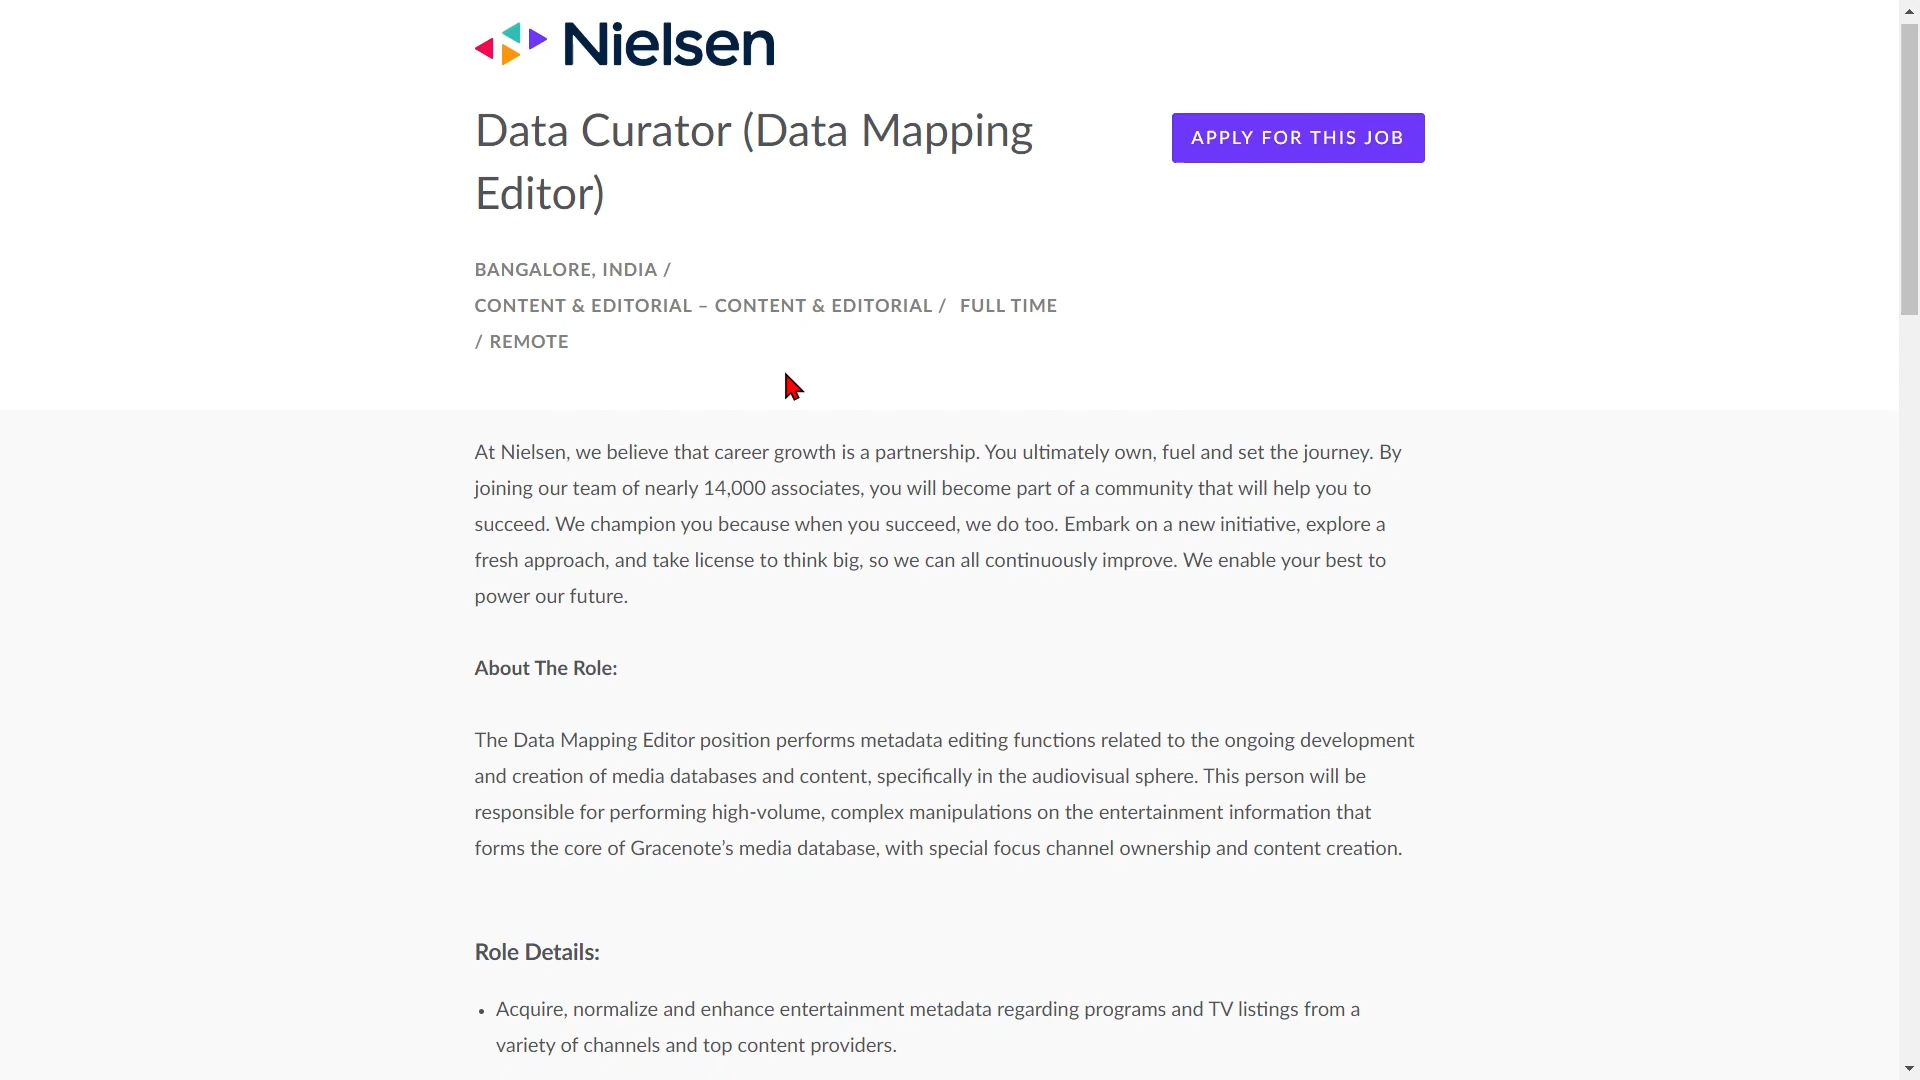 Nielsen
Data Curator (Data Mapping
Editor)
APPLY FOR THIS JOB
BANGALORE, INDIA /
CONTENT & EDITORIAL – CONTENT & EDITORIAL / FULL TIME
/ REMOTE
At Nielsen, we believe that career growth is a partnership. You ultimately own, fuel and set the journey. By
joining our team of nearly 14,000 associates, you will become part of a community that will help you to
succeed. We champion you because when you succeed, we do too. Embark on a new initiative, explore a
fresh approach, and take license to think big, so we can all continuously improve. We enable your best to
power our future.
About The Role:
The Data Mapping Editor position performs metadata editing functions related to the ongoing development
and creation of media databases and content, specifically in the audiovisual sphere. This person will be
responsible for performing high-volume, complex manipulations on the entertainment information that
forms the core of Gracenote’s media database, with special focus channel ownership and content creation.
Role Details:
• Acquire, normalize and enhance entertainment metadata regarding programs and TV listings from a
variety of channels and top content providers.